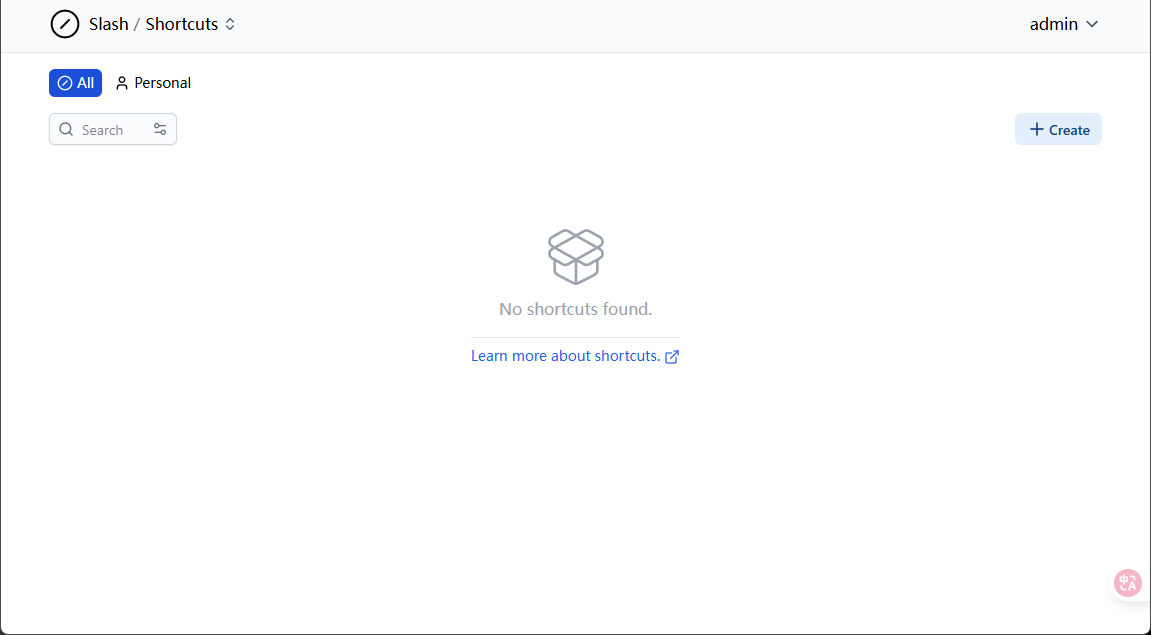 Slash / Shortcuts
admin
All
Personal
Search
Create
No shortcuts found.
Learn more about shortcuts.
中A